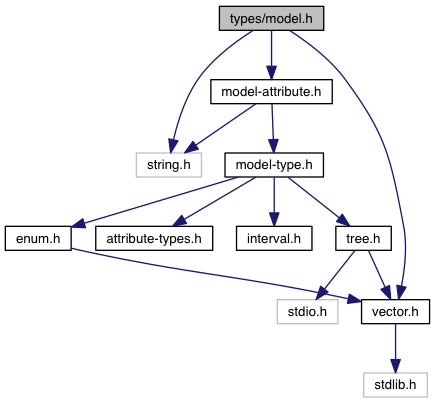 types/model.h
model-attribute.h
string.h
model-type.h
enum.h
attribute-types.h
interval.h
tree.h
stdio.h
vector.h
stdlib.h